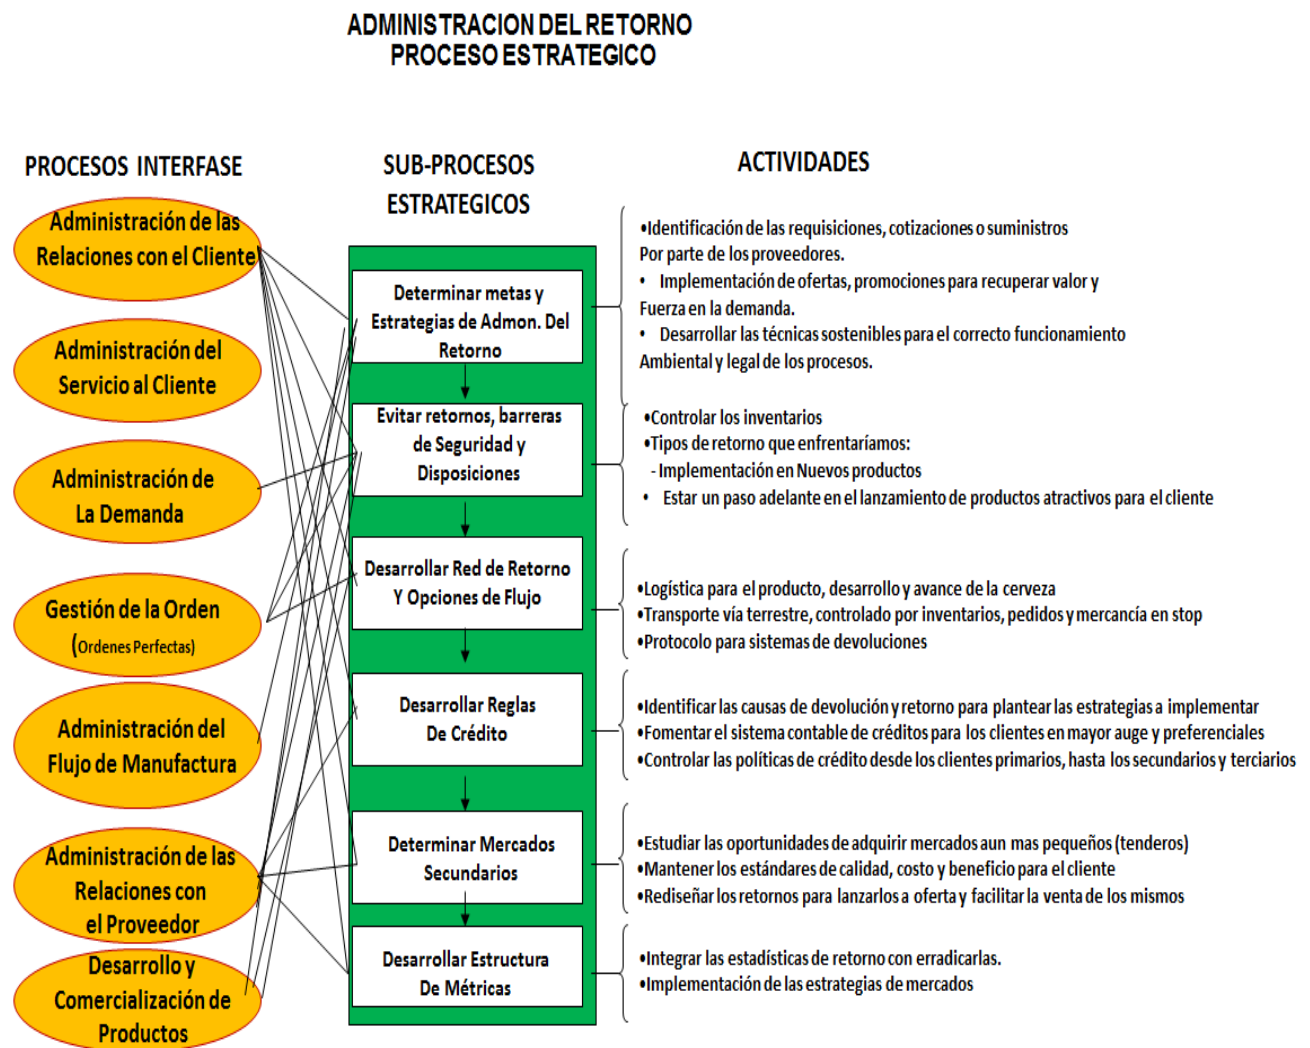 ADMINISTRACION DEL RETORNO
PROCESO ESTRATEGICO
PROCESOS INTERFASE
Administración de las
Relaciones con el Cliente
Administración del
Servicio al Cliente
Administración de
La Demanda
Gestión de la Orden
(Ordenes Perfectas)
Administración del
Flujo de Manufactura
Administración de las
Relaciones con
el Proveedor
Desarrollo y
Comercialización de
Productos
SUB-PROCESOS
ESTRATEGICOS
Determinar metas y
Estrategias de Admon. Del
Retorno
Evitar retornos, barreras
de Seguridad y
Disposiciones
Desarrollar Red de Retorno
Y Opciones de Flujo
Desarrollar Reglas
De Crédito
Determinar Mercados
Secundarios
Desarrollar Estructura
De Métricas
ACTIVIDADES
•Identificación de las requisiciones, cotizaciones o suministros
Por parte de los proveedores.
• Implementación de ofertas, promociones para recuperar valor y
Fuerza en la demanda.
• Desarrollar las técnicas sostenibles para el correcto funcionamiento
Ambiental y legal de los procesos.
•Controlar los inventarios
•Tipos de retorno que enfrentaríamos:
- Implementación en Nuevos productos
• Estar un paso adelante en el lanzamiento de productos atractivos para el cliente
•Logística para el producto, desarrollo y avance de la cerveza
•Transporte vía terrestre, controlado por inventarios, pedidos y mercancía en stop
•Protocolo para sistemas de devoluciones
•Identificar las causas de devolución y retorno para plantear las estrategias a implementar
•Fomentar el sistema contable de créditos para los clientes en mayor auge y preferenciales
•Controlar las políticas de crédito desde los clientes primarios, hasta los secundarios y terciarios
•Estudiar las oportunidades de adquirir mercados aun mas pequeños (tenderos)
•Mantener los estándares de calidad, costo y beneficio para el cliente
•Rediseñar los retornos para lanzarlos a oferta y facilitar la venta de los mismos
•Integrar las estadísticas de retorno con erradicarlas.
•Implementación de las estrategias de mercados